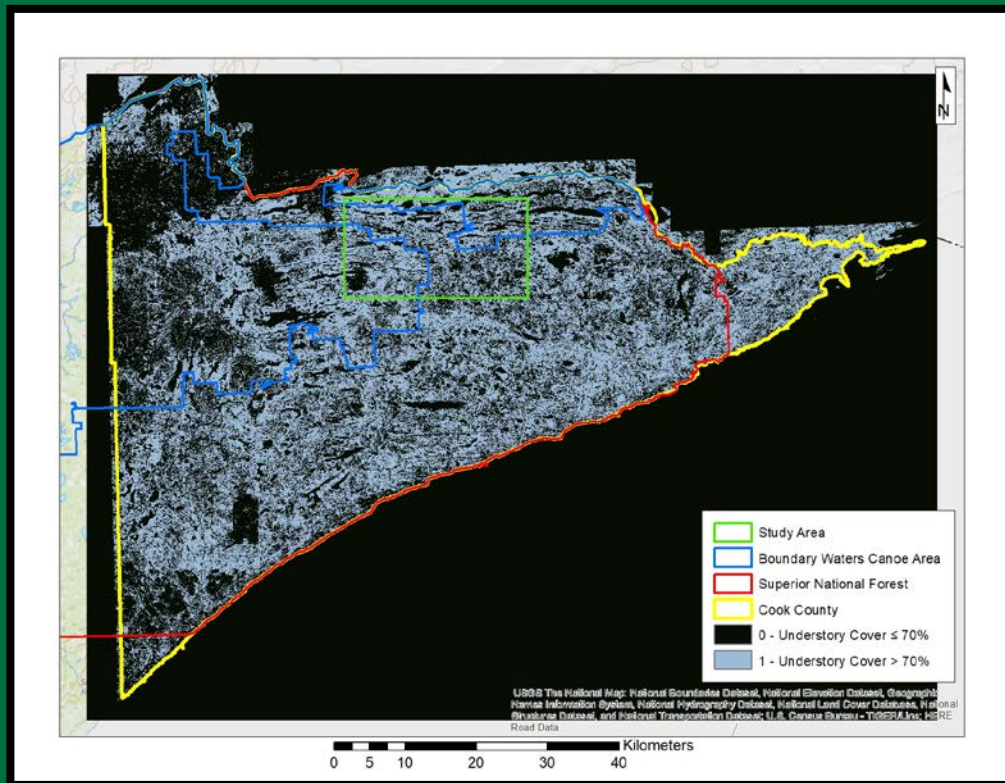 N
Study Area
Boundary Waters Canoe Area
Superior National Forest
Cook County
0 - Understory Cover ≤ 70%
1 - Understory Cover > 70%
USGS The National Map: National Boundaries Dataset, National Elevation Dataset, Geographic
Names Information System, National Hydrography Dataset, National Land Cover Database, National
Structures Dataset, and National Transportation Dataset; U.S. Census Bureau - TIGER/Line; HERE
Road Data
Kilometers
0 5 10 20 30 40